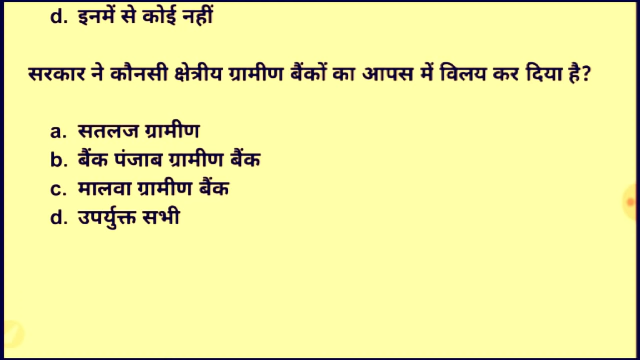 d. इनमें से कोई नहीं
सरकार ने कौनसी क्षेत्रीय ग्रामीण बैंकों का आपस में विलय कर दिया है?
a. सतलज ग्रामीण
b. बैंक पंजाब ग्रामीण बैंक
c. मालवा ग्रामीण बैंक
d. उपर्युक्त सभी